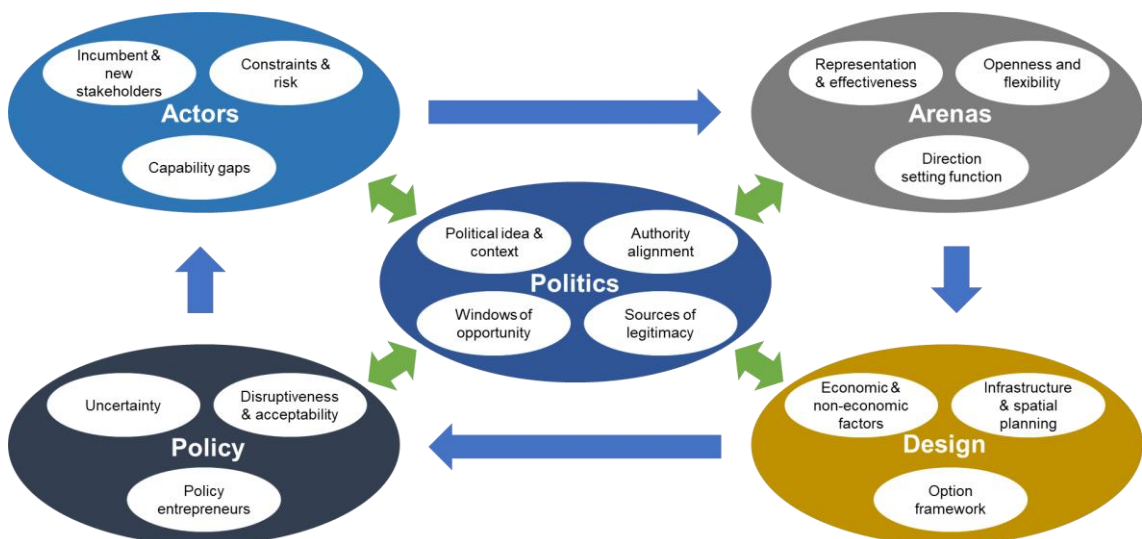 Incumbent &
new
stakeholders
Constraints &
risk
Actors
Capability gaps
Representation
& effectiveness
Openness and
flexibility
Arenas
Direction
setting function
Political idea &
context
Authority
alignment
Politics
Windows of
opportunity
Sources of
legitimacy
Uncertainty
Disruptiveness
& acceptability
Policy
Policy
entrepreneurs
Economic &
non-economic
factors
Infrastructure
& spatial
planning
Design
Option
framework